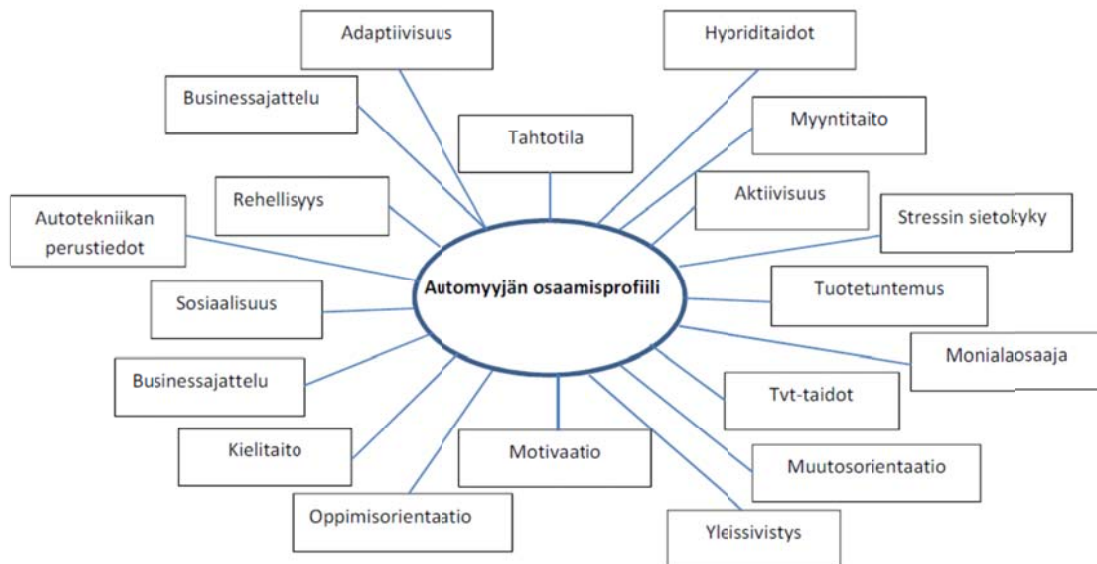 Adaptiivisuus
Hybriditaidot
Businessajattelu
Myyntitaito
Tahtotila
Rehellisyys
Aktiivisuus
Autotekniikan
perustiedot
Stressin sietokyky
Automyyjän osaamisprofiili
Sosiaalisuus
Tuotetuntemus
Monialaosaaja
Businessajattelu
Tvt-taidot
Kielitaito
Motivaatio
Muutosorientaatio
Oppimisorientaatio
Yleissivistys